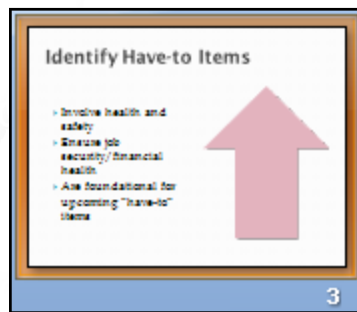 Identify Have-to Items
Involve health and
safety
Ensure job
security/financial
health
Are foundational for
upcoming "have-to"
items
3